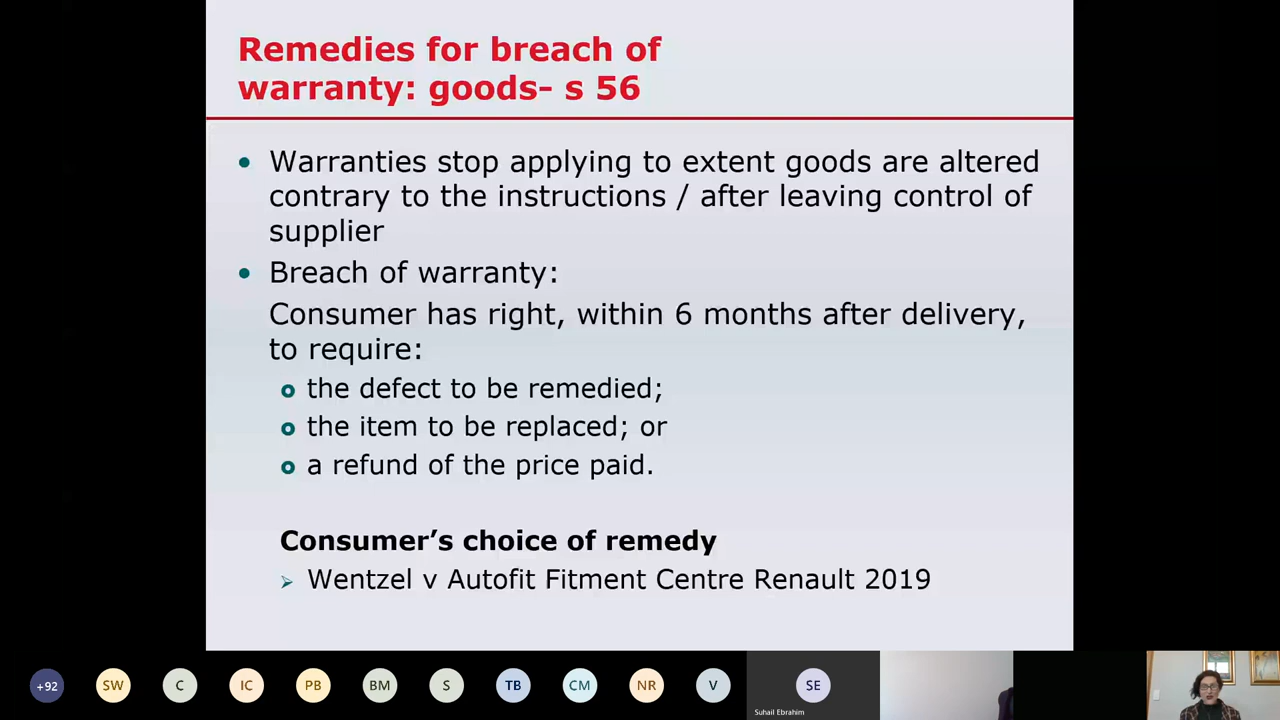 Remedies for breach of
warranty: goods- s 56
Warranties stop applying to extent goods are altered
contrary to the instructions / after leaving control of
supplier
Breach of warranty:
Consumer has right, within 6 months after delivery,
to require:
the defect to be remedied;
the item to be replaced; or
a refund of the price paid.
Consumer’s choice of remedy
Wentzel v Autofit Fitment Centre Renault 2019
+92 SW C IC PB BM S TB CM NR V SE
Suhail Ebrahim